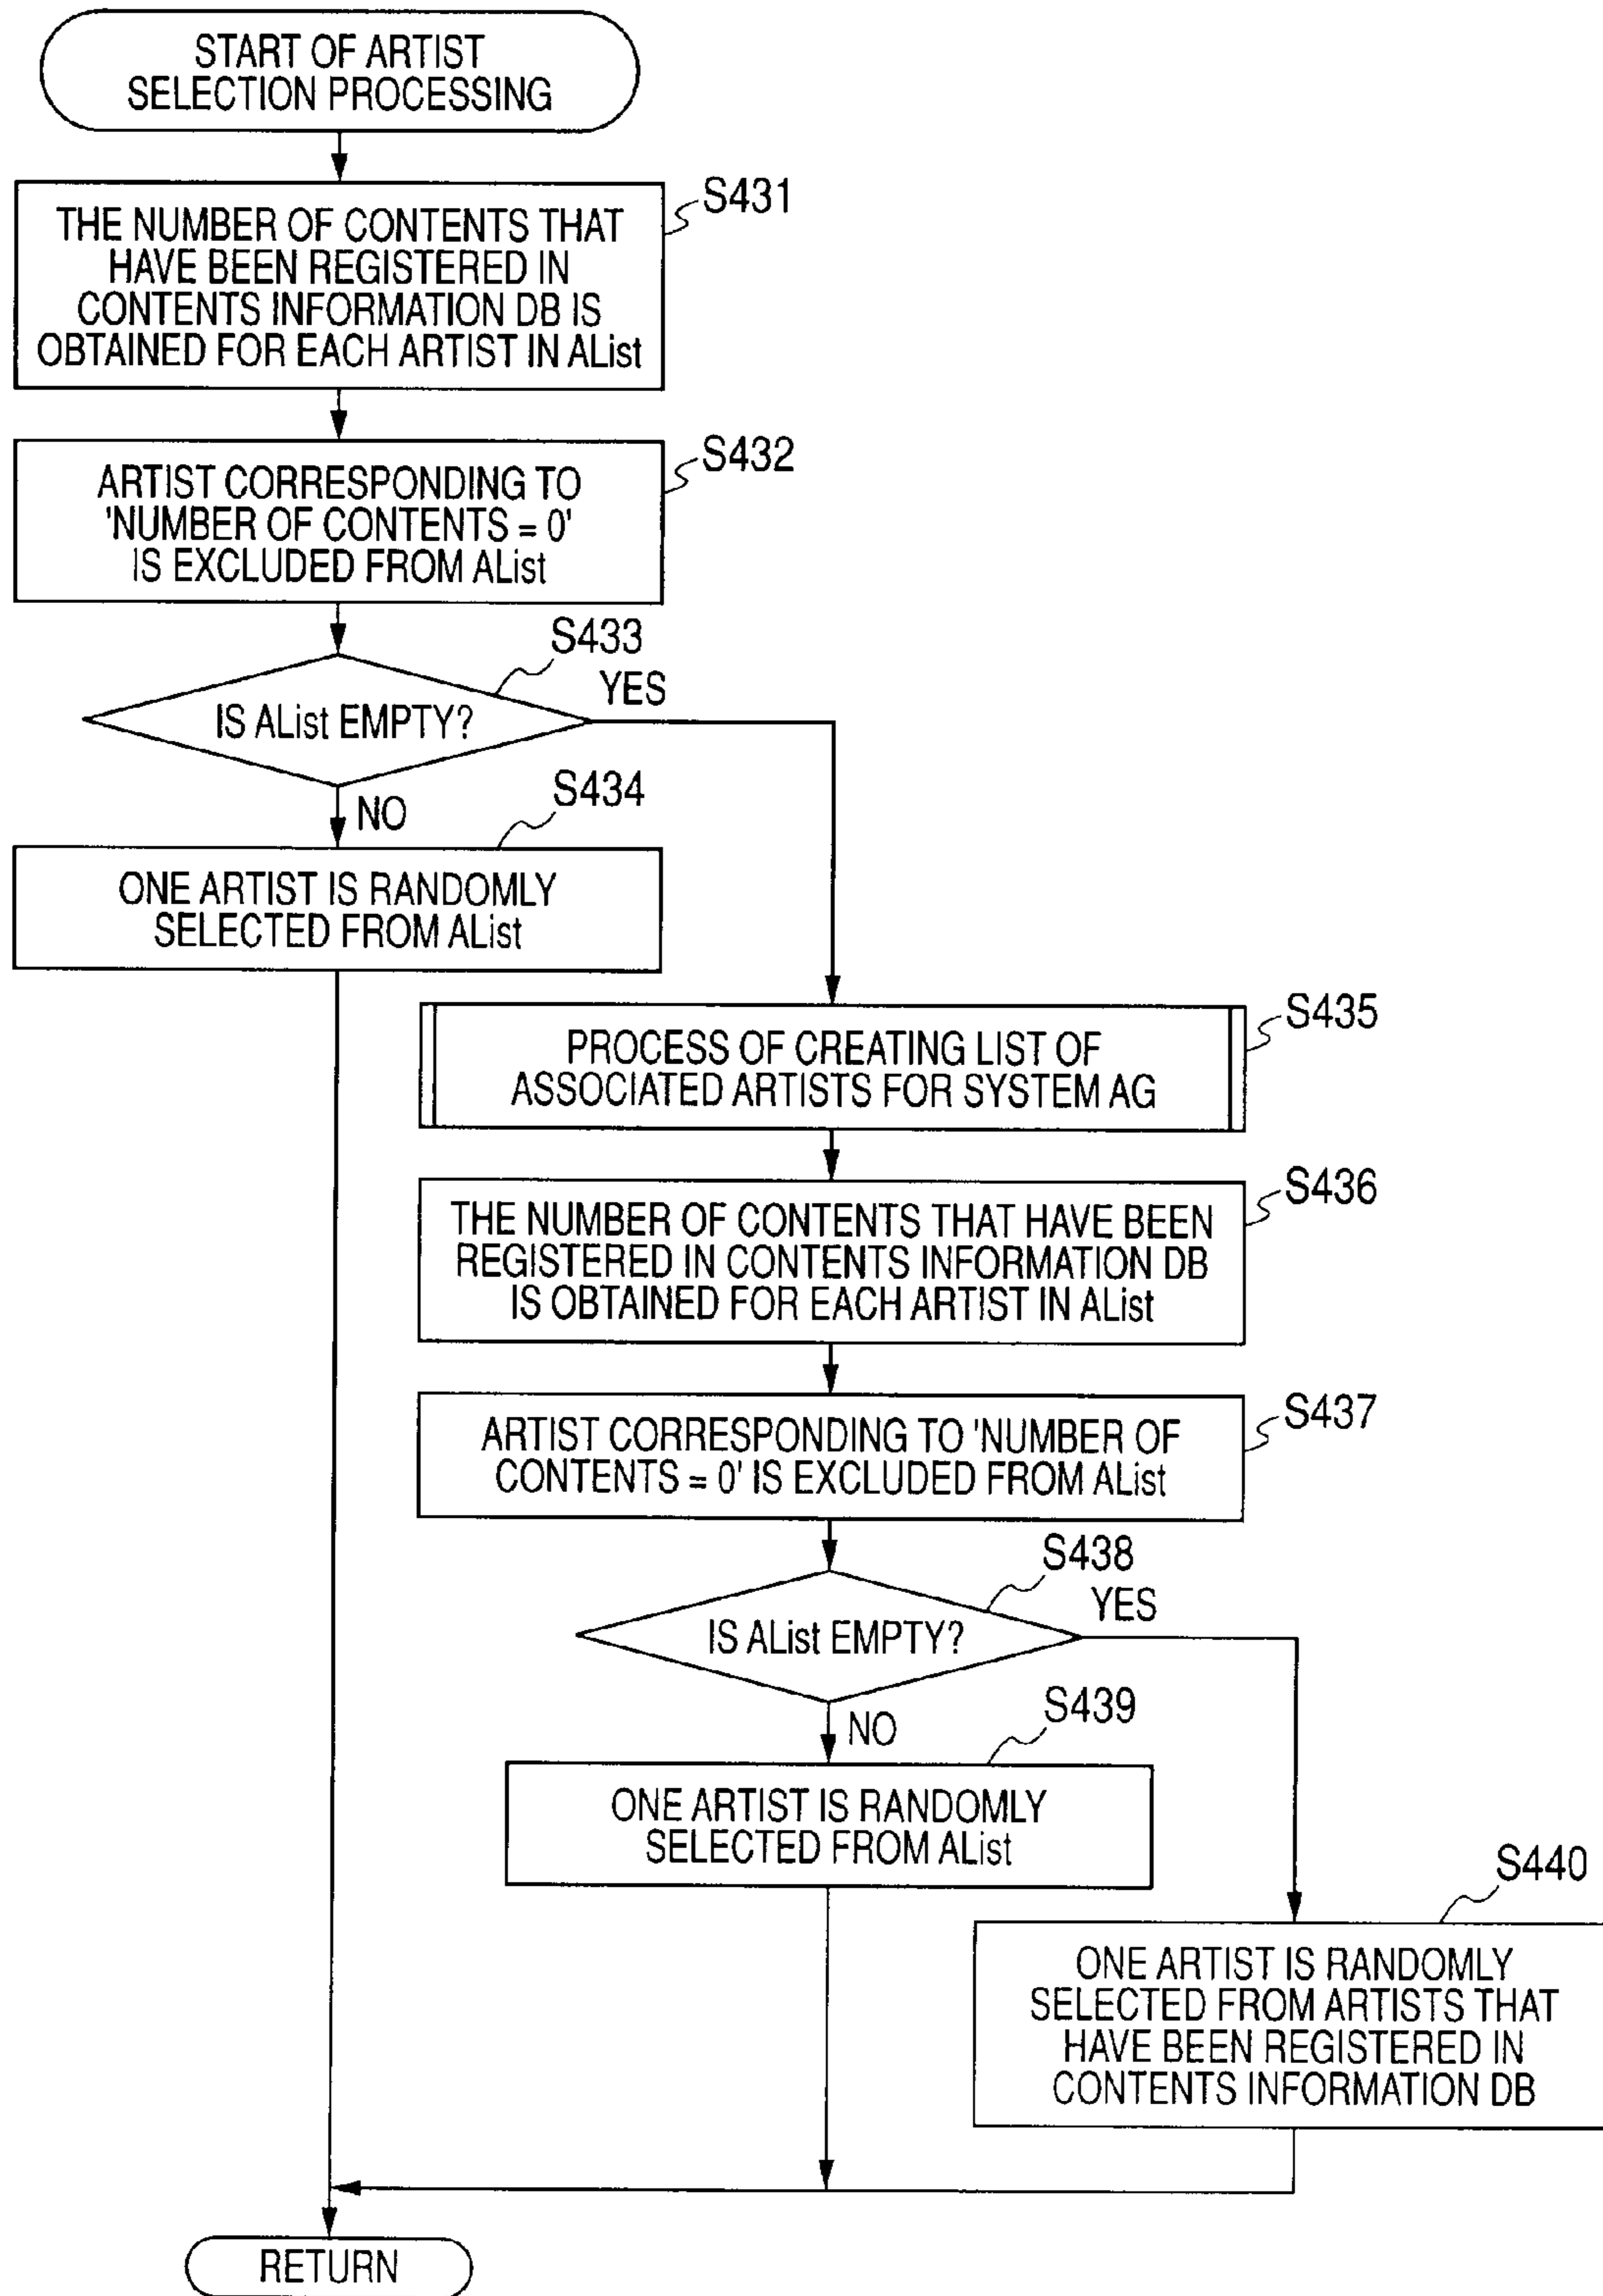 START OF ARTIST
SELECTION PROCESSING
S431
THE NUMBER OF CONTENTS THAT
HAVE BEEN REGISTERED IN
CONTENTS INFORMATION DB IS
OBTAINED FOR EACH ARTIST IN AList
S432
ARTIST CORRESPONDING TO
'NUMBER OF CONTENTS = 0'
IS EXCLUDED FROM AList
S433
YES
IS AList EMPTY?
NO
S434
ONE ARTIST IS RANDOMLY
SELECTED FROM AList
S435
PROCESS OF CREATING LIST OF
ASSOCIATED ARTISTS FOR SYSTEM AG
S436
THE NUMBER OF CONTENTS THAT HAVE BEEN
REGISTERED IN CONTENTS INFORMATION DB
IS OBTAINED FOR EACH ARTIST IN AList
S437
ARTIST CORRESPONDING TO 'NUMBER OF
CONTENTS = 0' IS EXCLUDED FROM AList
S438
YES
IS AList EMPTY?
NO
S439
ONE ARTIST IS RANDOMLY
SELECTED FROM AList
S440
ONE ARTIST IS RANDOMLY
SELECTED FROM ARTISTS THAT
HAVE BEEN REGISTERED IN
CONTENTS INFORMATION DB
RETURN